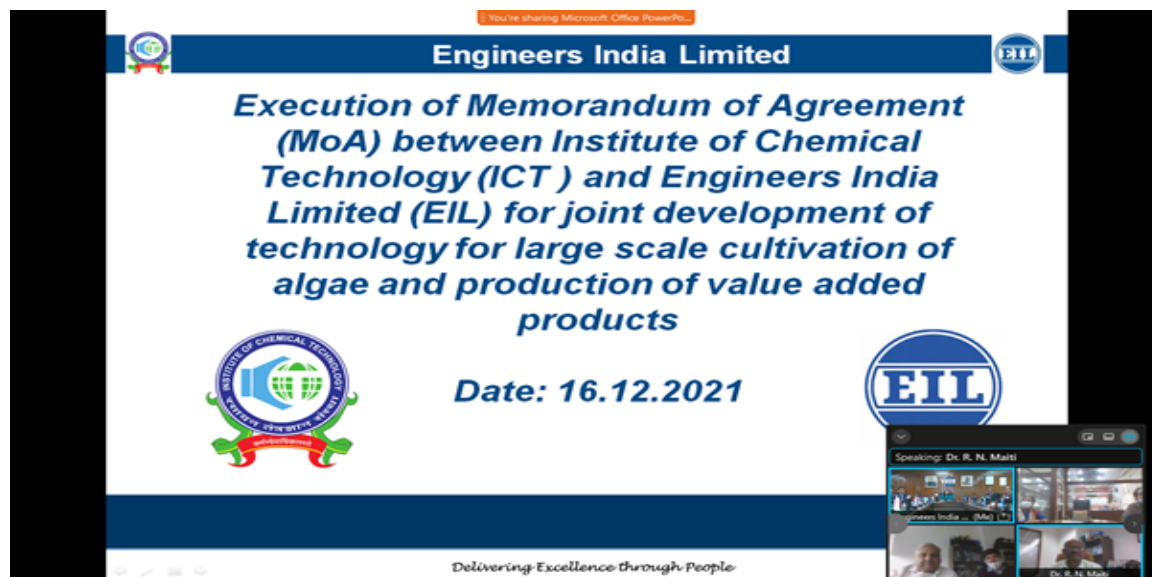 You're sharing Microsoft Office PowerPo...
Engineers India Limited
EIL
Execution of Memorandum of Agreement
(MoA) between Institute of Chemical
Technology (ICT ) and Engineers India
Limited (EIL) for joint development of
technology for large scale cultivation of
algae and production of value added
products
INSTITUTE OF CHEMICAL TECHNOLOGY
Date: 16.12.2021
EIL
Speaking: Dr. R. N. Maiti
ngineers India ... (Me)
Dr. R. N. Maiti
Delivering Excellence through People